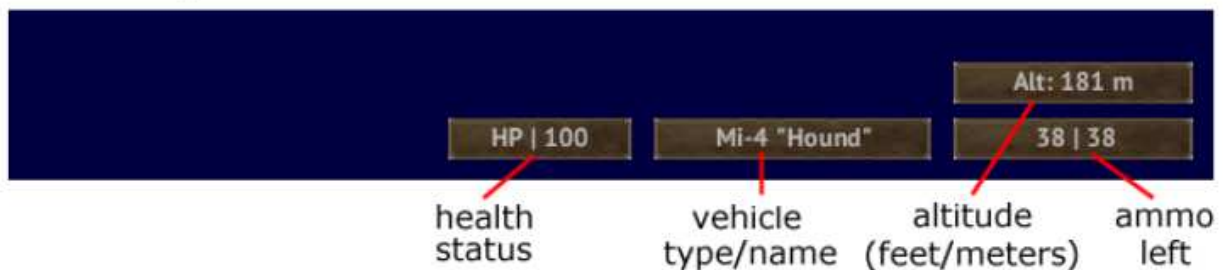 Alt: 181 m
HP | 100
Mi-4 "Hound"
38 | 38
health
status
vehicle
type/name
altitude
(feet/meters)
ammo
left